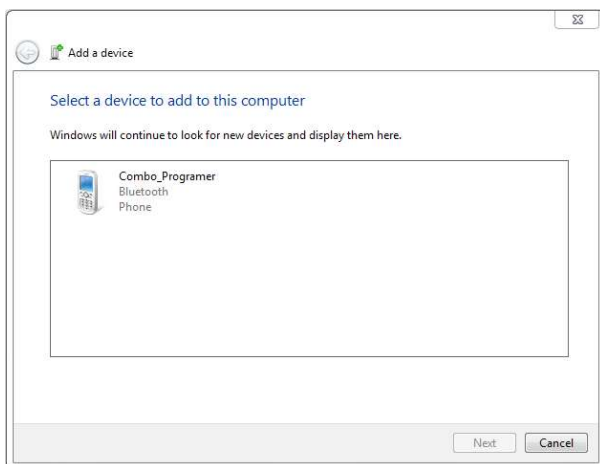 Add a device
Select a device to add to this computer
Windows will continue to look for new devices and display them here.
Combo_Programer
Bluetooth
Phone
Next
Cancel